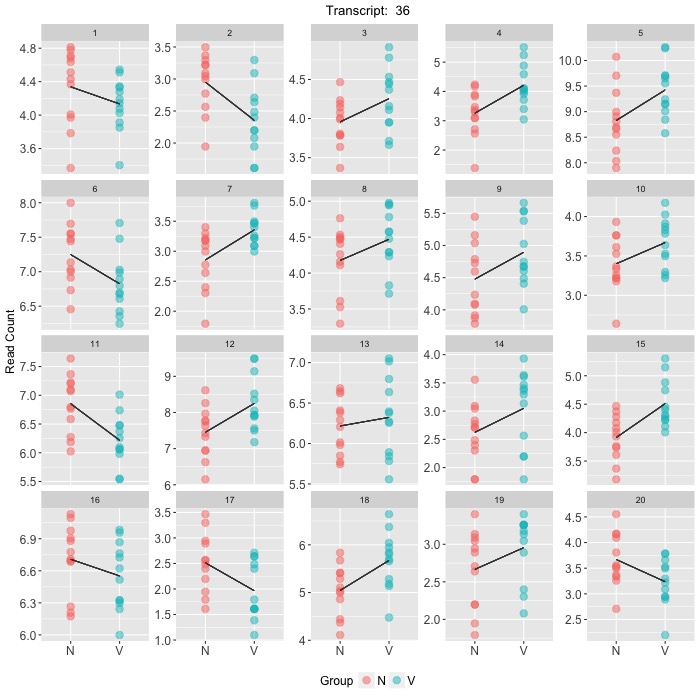 Transcript: 36
1 2 3 4 5
4.8 3.5 10.0
4.4 3.0 4.5 5 9.5
4.0 2.5 4.0 4 9.0
3.6 2.0 3.5 3 8.5
2 8.0
6 7 8 9 10
8.0 3.5 5.0 5.5 4.0
7.5 3.0 4.5 5.0 3.5
7.0 2.5 4.0 4.5 3.0
6.5 2.0 3.5 4.0
Read Count
11 12 13 14 15
7.5 9 7.0 4.0 5.0
7.0 8 6.5 3.5 4.5
6.5 7 6.0 3.0 4.0
6.0 6 5.5 2.5 3.5
5.5 2.0
16 17 18 19 20
6.9 3.5 6 3.0 4.5
6.6 3.0 5 2.5 4.0
6.3 2.5 4 2.0 3.5
6.0 2.0 3.0
1.5 2.5
1.0
N V N V N V N V N V
Group N V